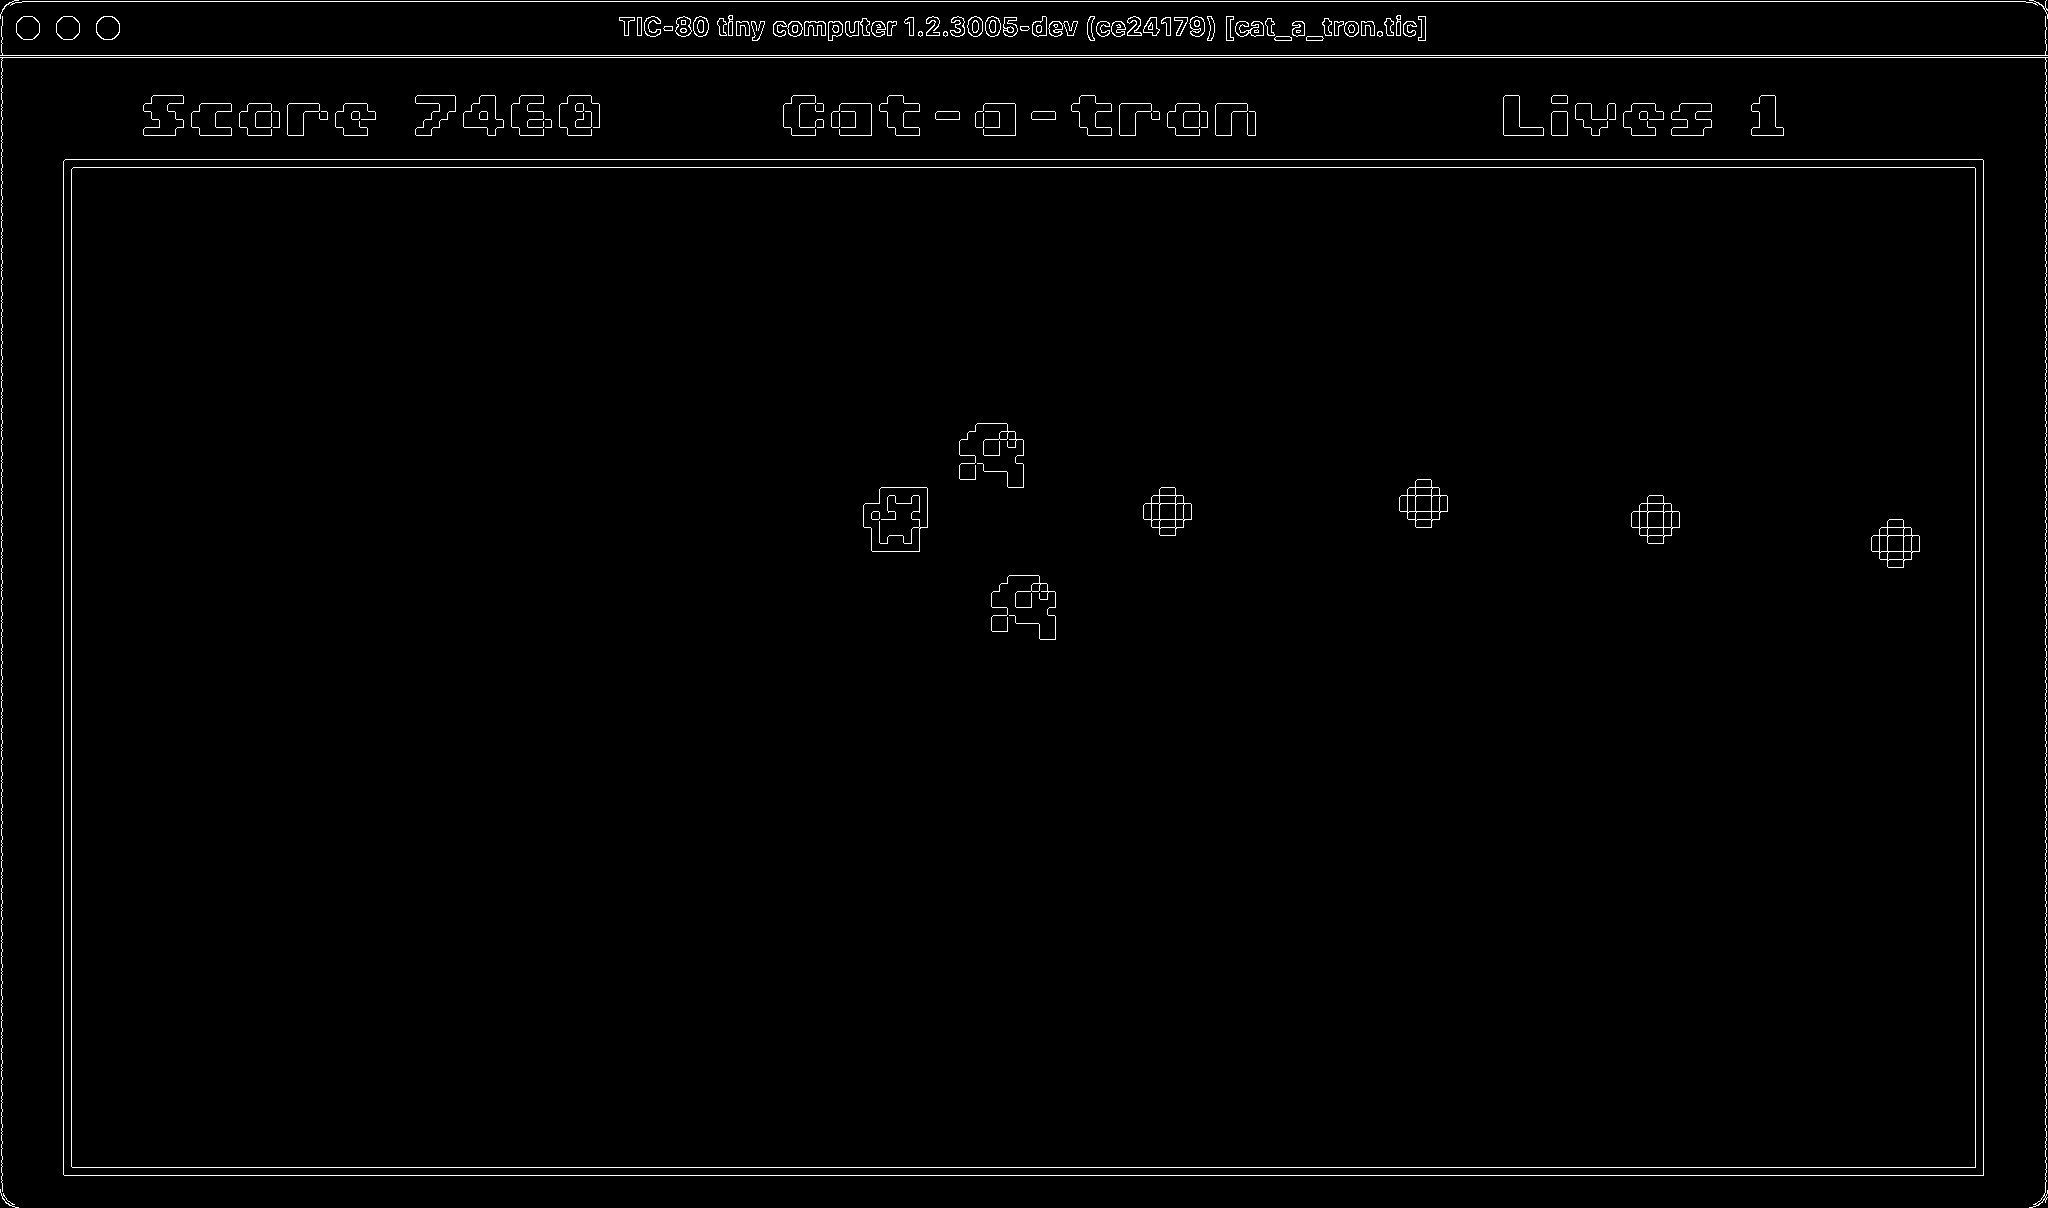 TIC-80 tiny computer 1.2.3005-dev (ce24179) [cat_a_tron.tic]
Score 7460 Cat-a-tron Lives 1